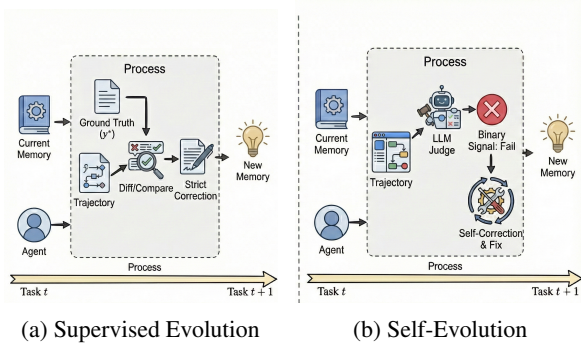 Process
Ground Truth
(y*)
Current
Memory
Diff/Compare
Strict
Correction
New
Memory
Trajectory
Agent
Process
Task t
Task t + 1
(a) Supervised Evolution
Process
LLM
Judge
Binary
Signal: Fail
Current
Memory
Trajectory
New
Memory
Self-Correction
& Fix
Agent
Process
Task t
Task t + 1
(b) Self-Evolution